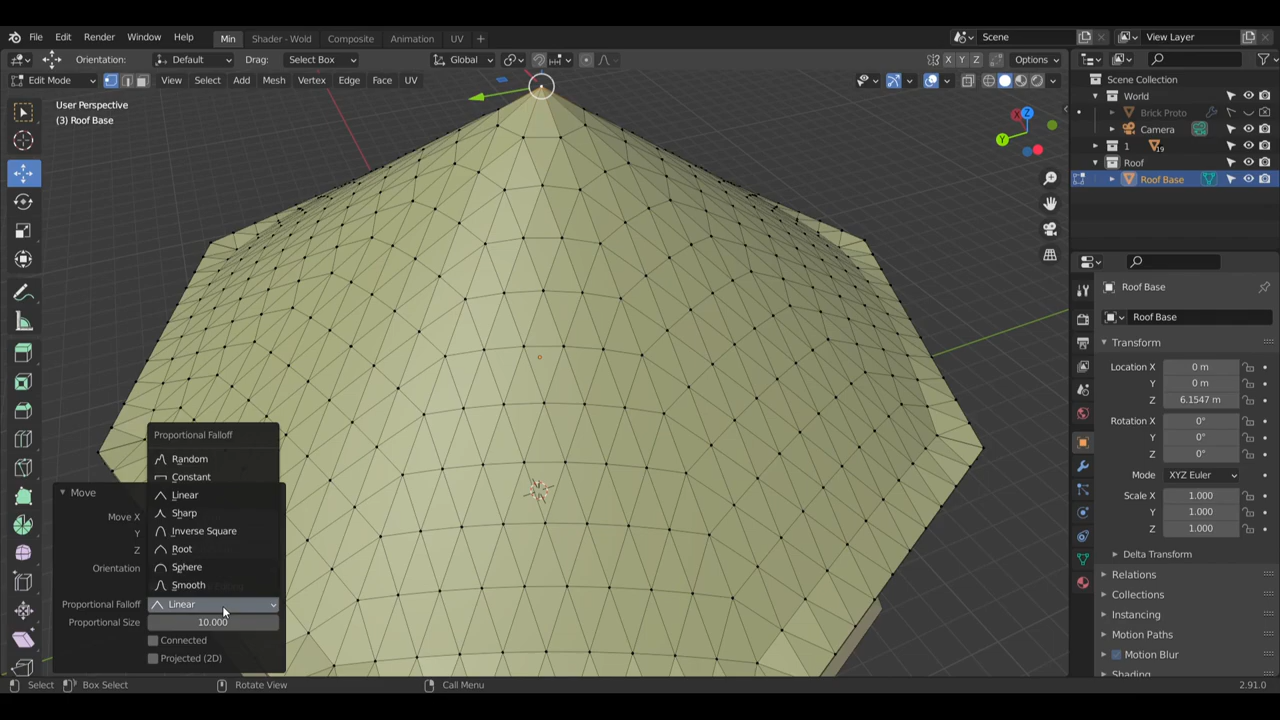 File Edit Render Window Help Min Shader - Wold Composite Animation UV + Scene View Layer
Orientation: Default Drag: Select Box Global X Y Z Options
Edit Mode View Select Add Mesh Vertex Edge Face UV
User Perspective
(3) Roof Base
X
Z
Y
Scene Collection
World
Brick Proto
Camera
1 19
Roof
Roof Base
Roof Base
Roof Base
Transform
Location X 0 m
Y 0 m
Z 6.1547 m
Rotation X 0°
Y 0°
Z 0°
Mode XYZ Euler
Scale X 1.000
Y 1.000
Z 1.000
Delta Transform
Relations
Collections
Instancing
Motion Paths
Motion Blur
Shading
Proportional Falloff
Random
Constant
Linear
Sharp
Inverse Square
Root
Sphere
Smooth
Move
Move X
Y
Z
Orientation
Proportional Falloff Linear
Proportional Size 10.000
Connected
Projected (2D)
Select Box Select Rotate View Call Menu 2.91.0